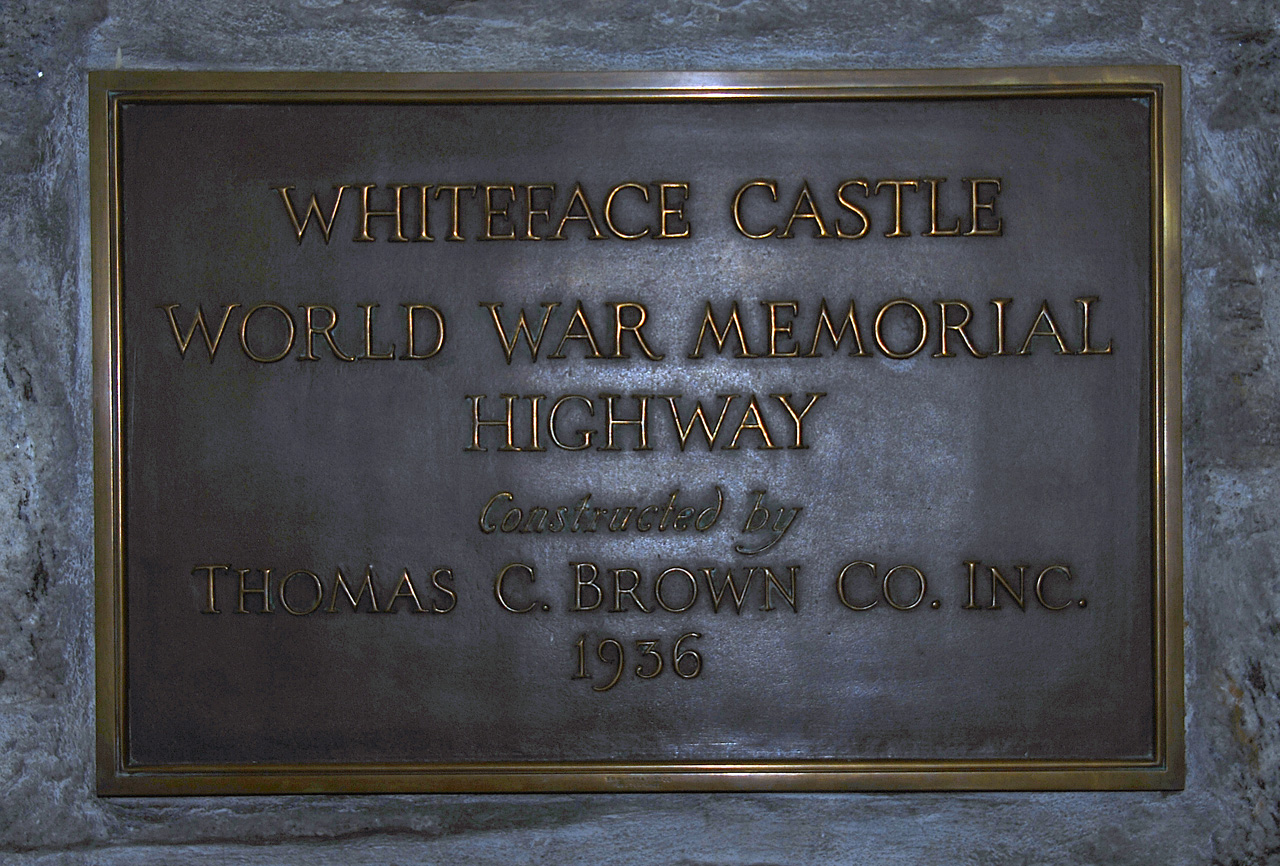 WHITEFACE CASTLE
WORLD WAR MEMORIAL
HIGHWAY
Constructed by
THOMAS C. BROWN CO. INC.
1936